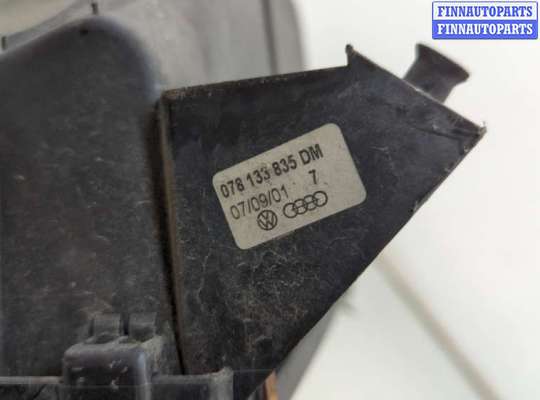 FINNAUTOPARTS
FINNAUTOPARTS
078 133 835 DM
07/09/01 7